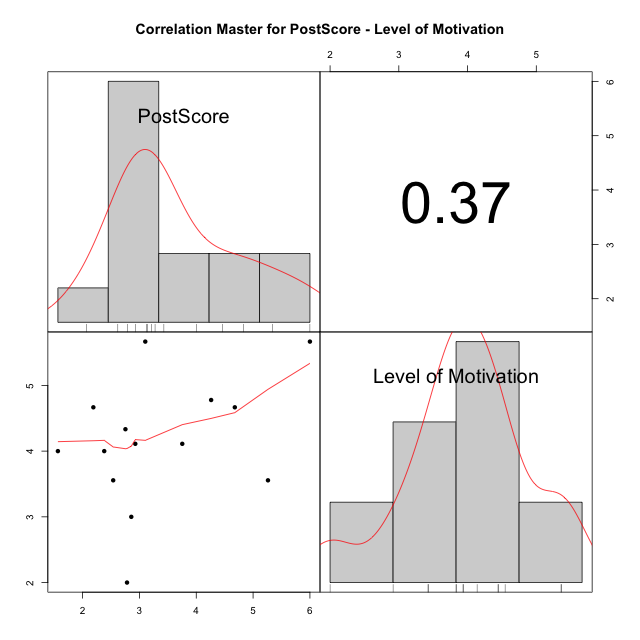 Correlation Master for PostScore - Level of Motivation
2 3 4 5
PostScore
0.37
6
5
4
3
2
Level of Motivation
5
4
3
2
2 3 4 5 6